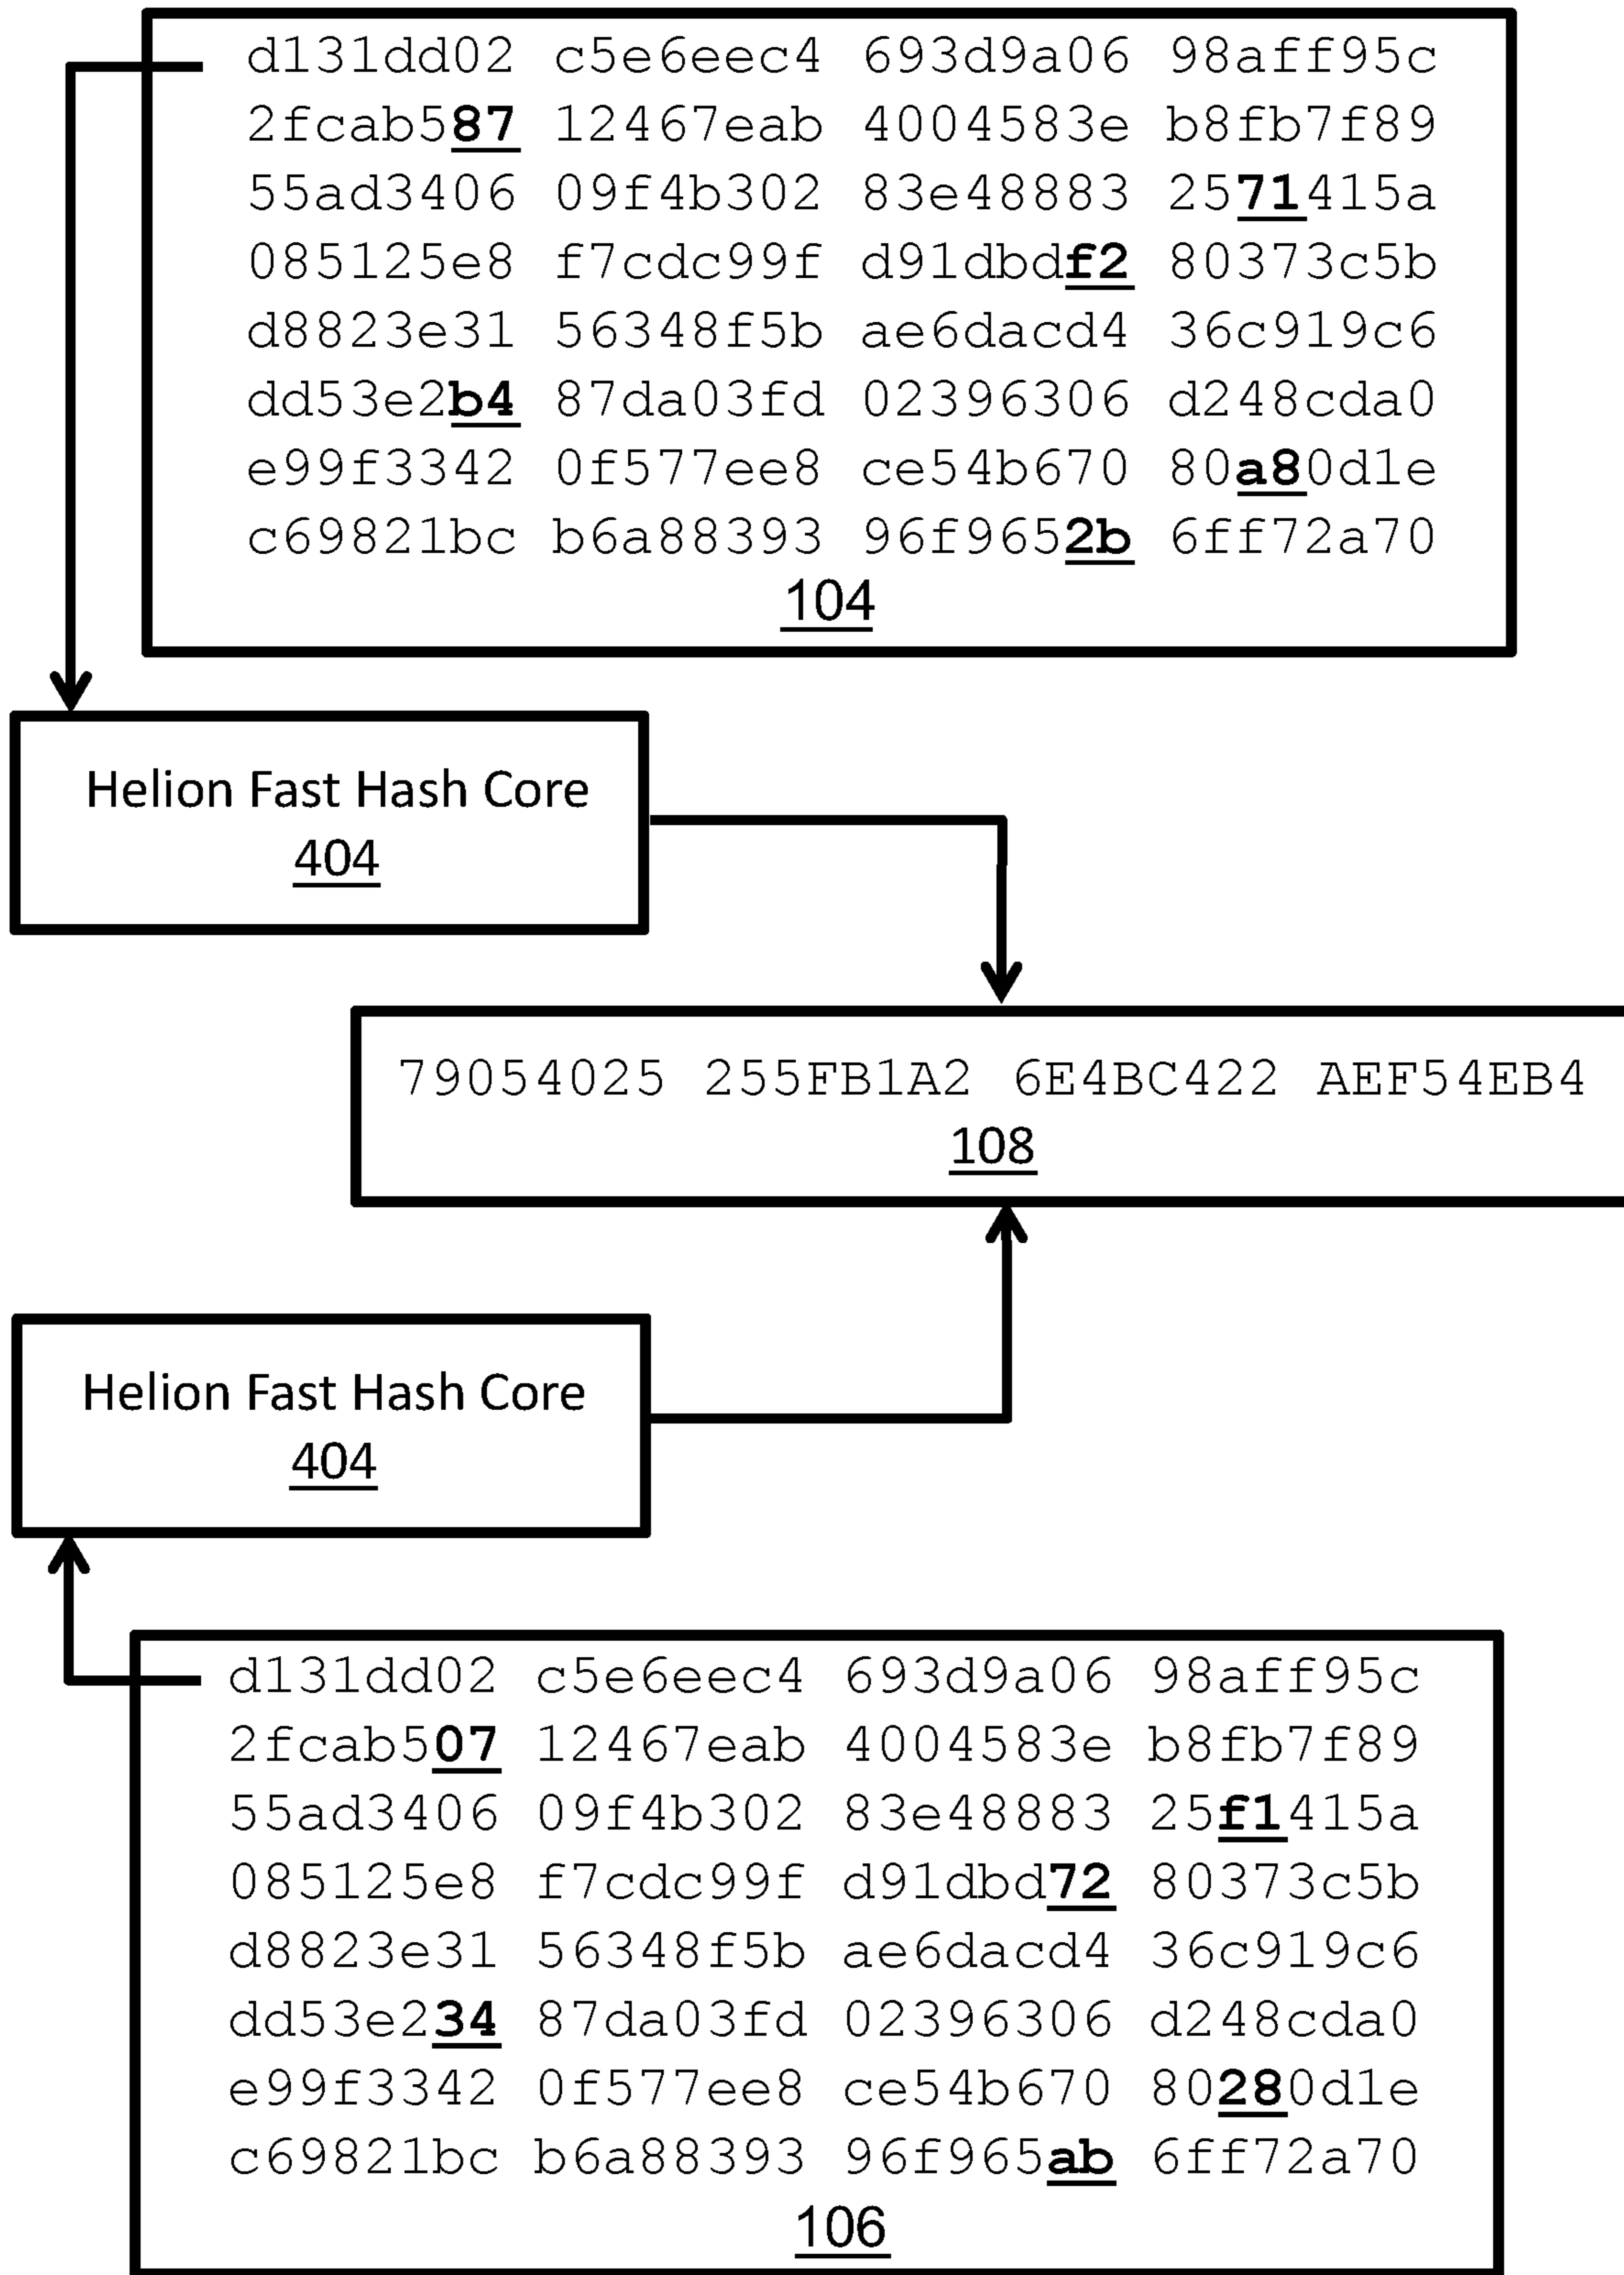 d131dd02 c5e6eec4 693d9a06 98aff95c
2fcab587 12467eab 4004583e b8fb7f89
55ad3406 09f4b302 83e48883 2571415a
085125e8 f7cdc99f d91dbdf2 80373c5b
d8823e31 56348f5b ae6dacd4 36c919c6
dd53e2b4 87da03fd 02396306 d248cda0
e99f3342 0f577ee8 ce54b670 80a80d1e
c69821bc b6a88393 96f9652b 6ff72a70
104
Helion Fast Hash Core
404
79054025 255FB1A2 6E4BC422 AEF54EB4
108
Helion Fast Hash Core
404
d131dd02 c5e6eec4 693d9a06 98aff95c
2fcab507 12467eab 4004583e b8fb7f89
55ad3406 09f4b302 83e48883 25f1415a
085125e8 f7cdc99f d91dbd72 80373c5b
d8823e31 56348f5b ae6dacd4 36c919c6
dd53e234 87da03fd 02396306 d248cda0
e99f3342 0f577ee8 ce54b670 80280d1e
c69821bc b6a88393 96f965ab 6ff72a70
106